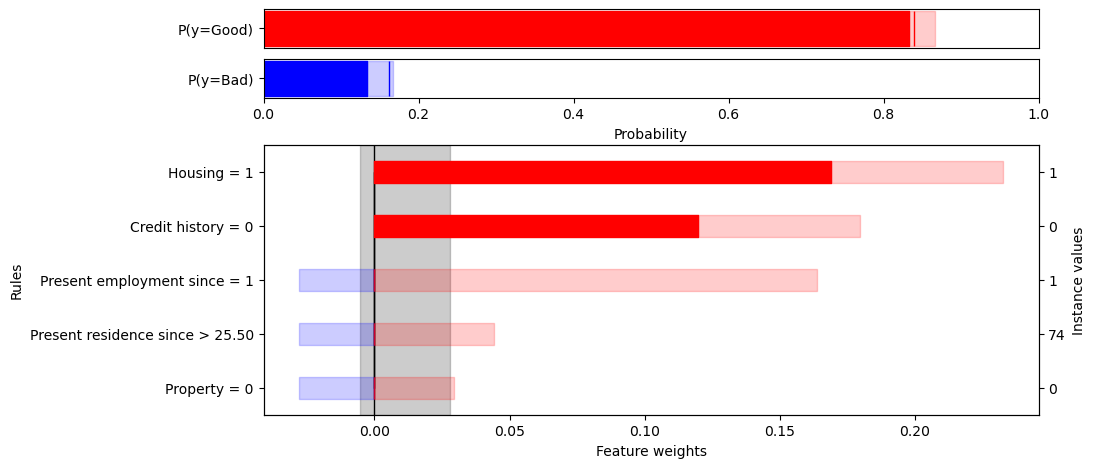 P(y=Good)
P(y=Bad)
0.0 0.2 0.4 0.6 0.8 1.0
Probability
Rules
Housing = 1 1
Credit history = 0 0
Present employment since = 1 1
Present residence since > 25.50 74
Property = 0 0
Instance values
0.00 0.05 0.10 0.15 0.20
Feature weights